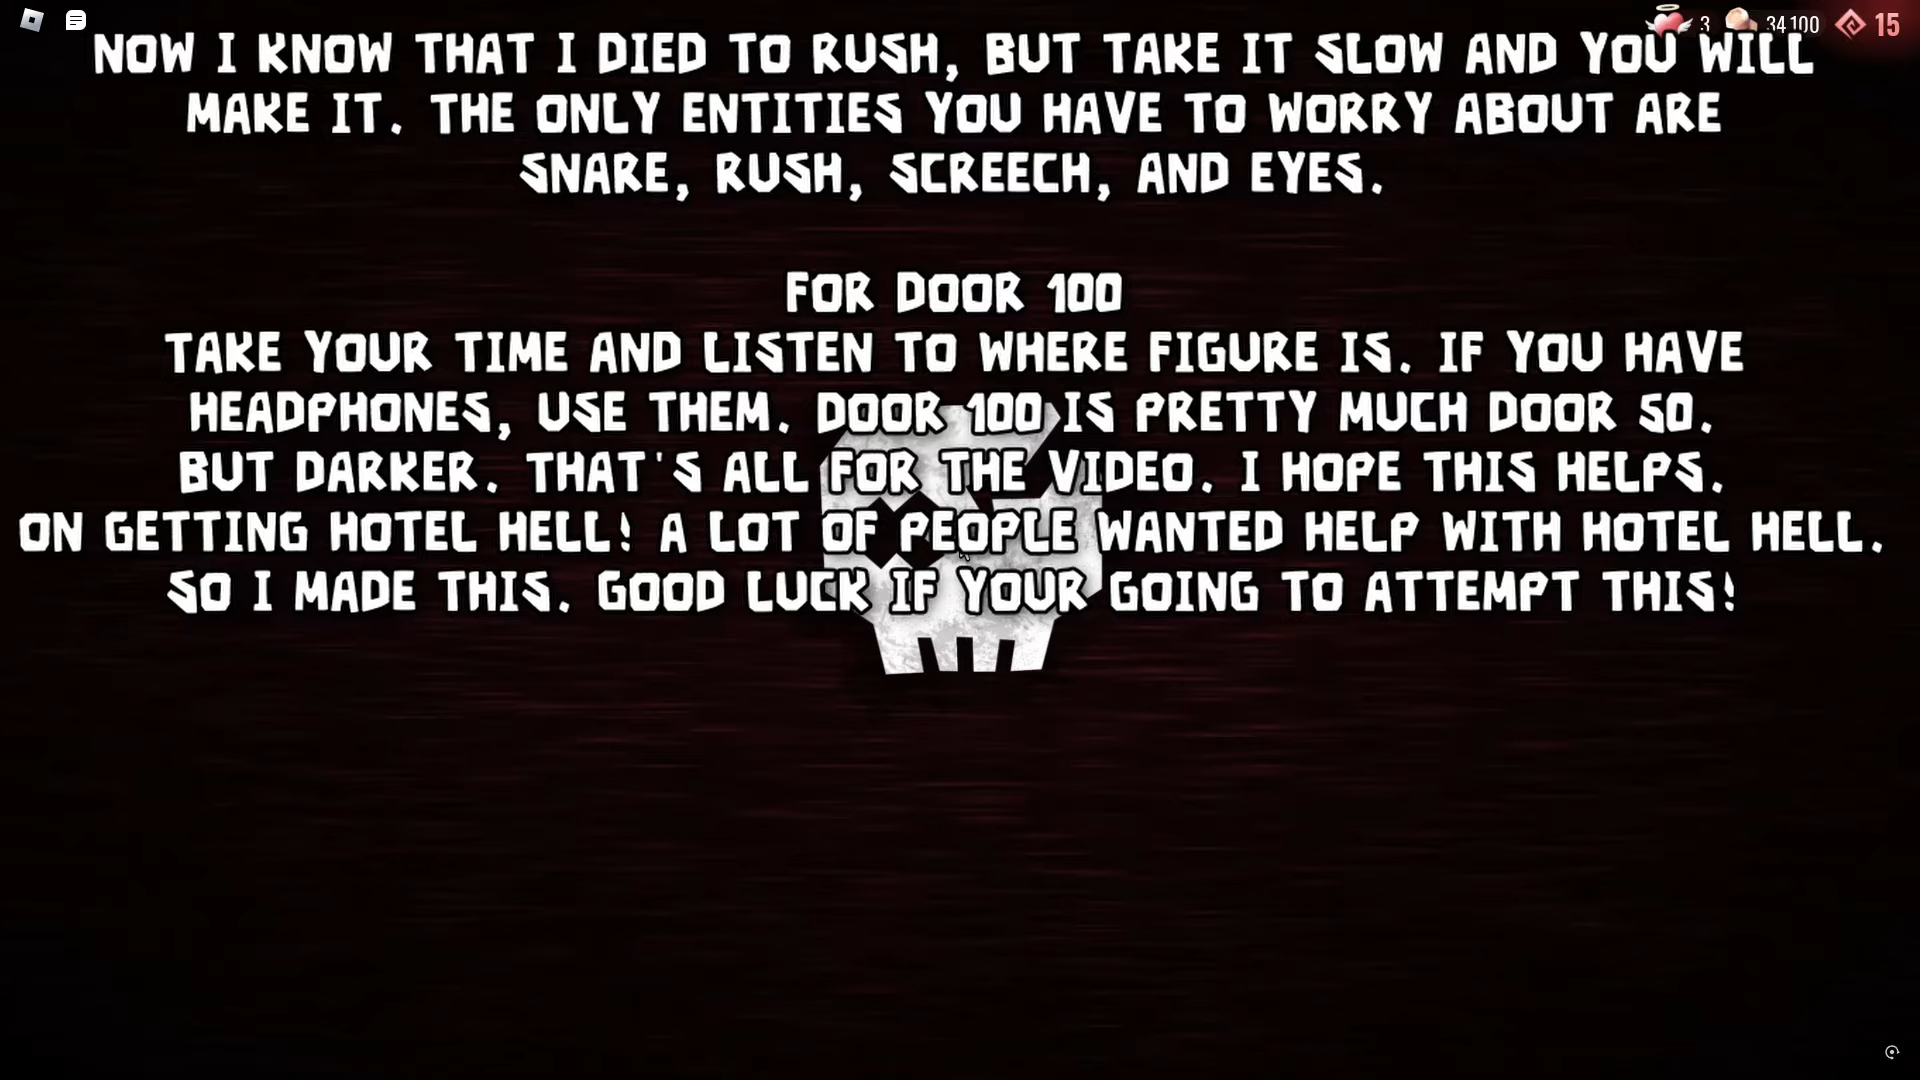 3 34100 15
NOW I KNOW THAT I DIED TO RUSH, BUT TAKE IT SLOW AND YOU WILL
MAKE IT. THE ONLY ENTITIES YOU HAVE TO WORRY ABOUT ARE
SNARE, RUSH, SCREECH, AND EYES.
FOR DOOR 100
TAKE YOUR TIME AND LISTEN TO WHERE FIGURE IS. IF YOU HAVE
HEADPHONES, USE THEM. DOOR 100 IS PRETTY MUCH DOOR 50.
BUT DARKER. THAT'S ALL FOR THE VIDEO. I HOPE THIS HELPS.
ON GETTING HOTEL HELL! A LOT OF PEOPLE WANTED HELP WITH HOTEL HELL.
SO I MADE THIS. GOOD LUCK IF YOUR GOING TO ATTEMPT THIS!